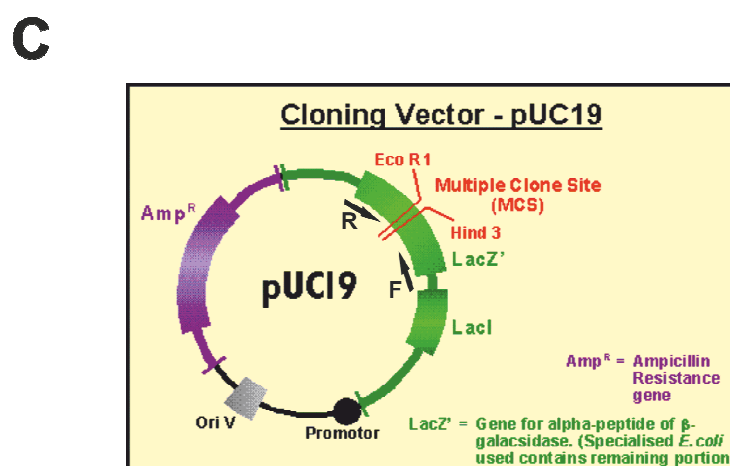 C
Cloning Vector - pUC19
Eco R1
Multiple Clone Site
(MCS)
Hind 3
Amp^R
R
LacZ'
pUC19
F
LacI
Amp^R = Ampicillin
Resistance
gene
Ori V
Promotor
LacZ' = Gene for alpha-peptide of β-
galacsidase. (Specialised E.coli
used contains remaining portion